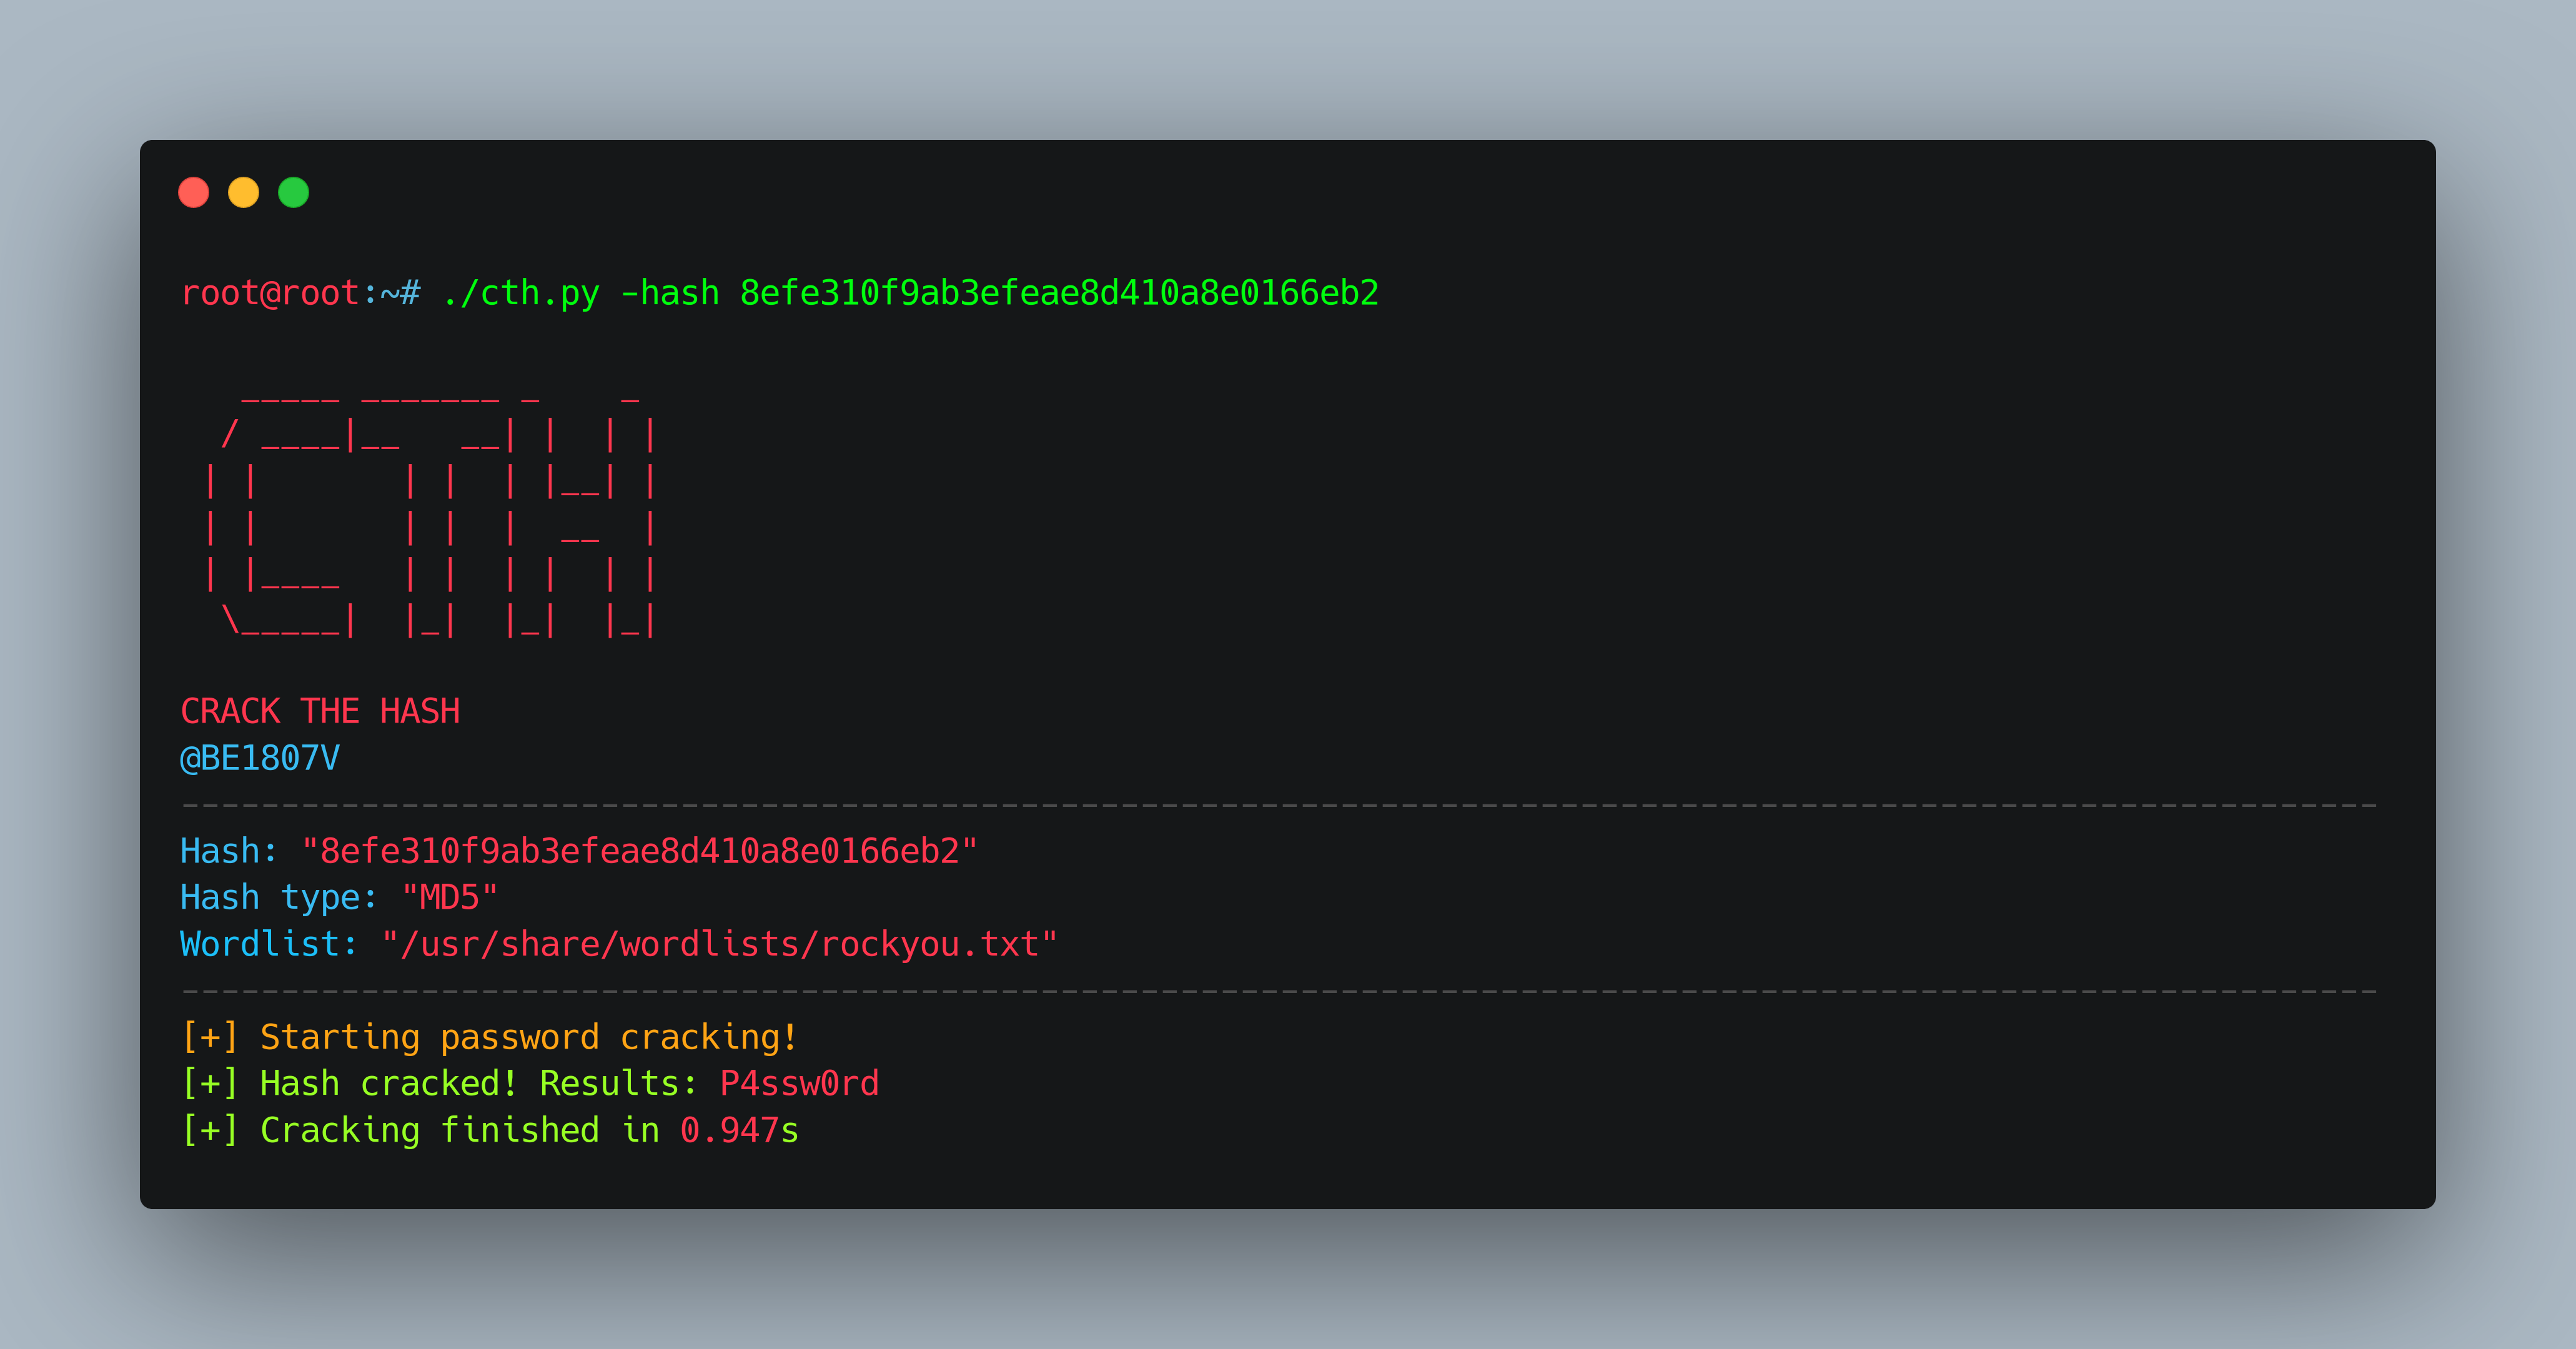 root@root:~# ./cth.py -hash 8efe310f9ab3efeae8d410a8e0166eb2
   _____ _______ _    _
  / ____|__   __| |  | |
 | |       | |  | |__| |
 | |       | |  |  __  |
 | |____   | |  | |  | |
  \_____|  |_|  |_|  |_|
CRACK THE HASH
@BE1807V
--------------------------------------------------------------------------------------------------------------
Hash: "8efe310f9ab3efeae8d410a8e0166eb2"
Hash type: "MD5"
Wordlist: "/usr/share/wordlists/rockyou.txt"
--------------------------------------------------------------------------------------------------------------
[+] Starting password cracking!
[+] Hash cracked! Results: P4ssw0rd
[+] Cracking finished in 0.947s